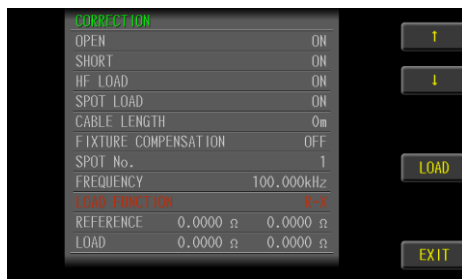 CORRECTION
OPEN ON
SHORT ON
HF LOAD ON
SPOT LOAD ON
CABLE LENGTH 0m
FIXTURE COMPENSATION OFF
SPOT No. 1
FREQUENCY 100.000kHz
LOAD FUNCTION R-X
REFERENCE 0.0000 Ω 0.0000 Ω
LOAD 0.0000 Ω 0.0000 Ω
↑
↓
LOAD
EXIT